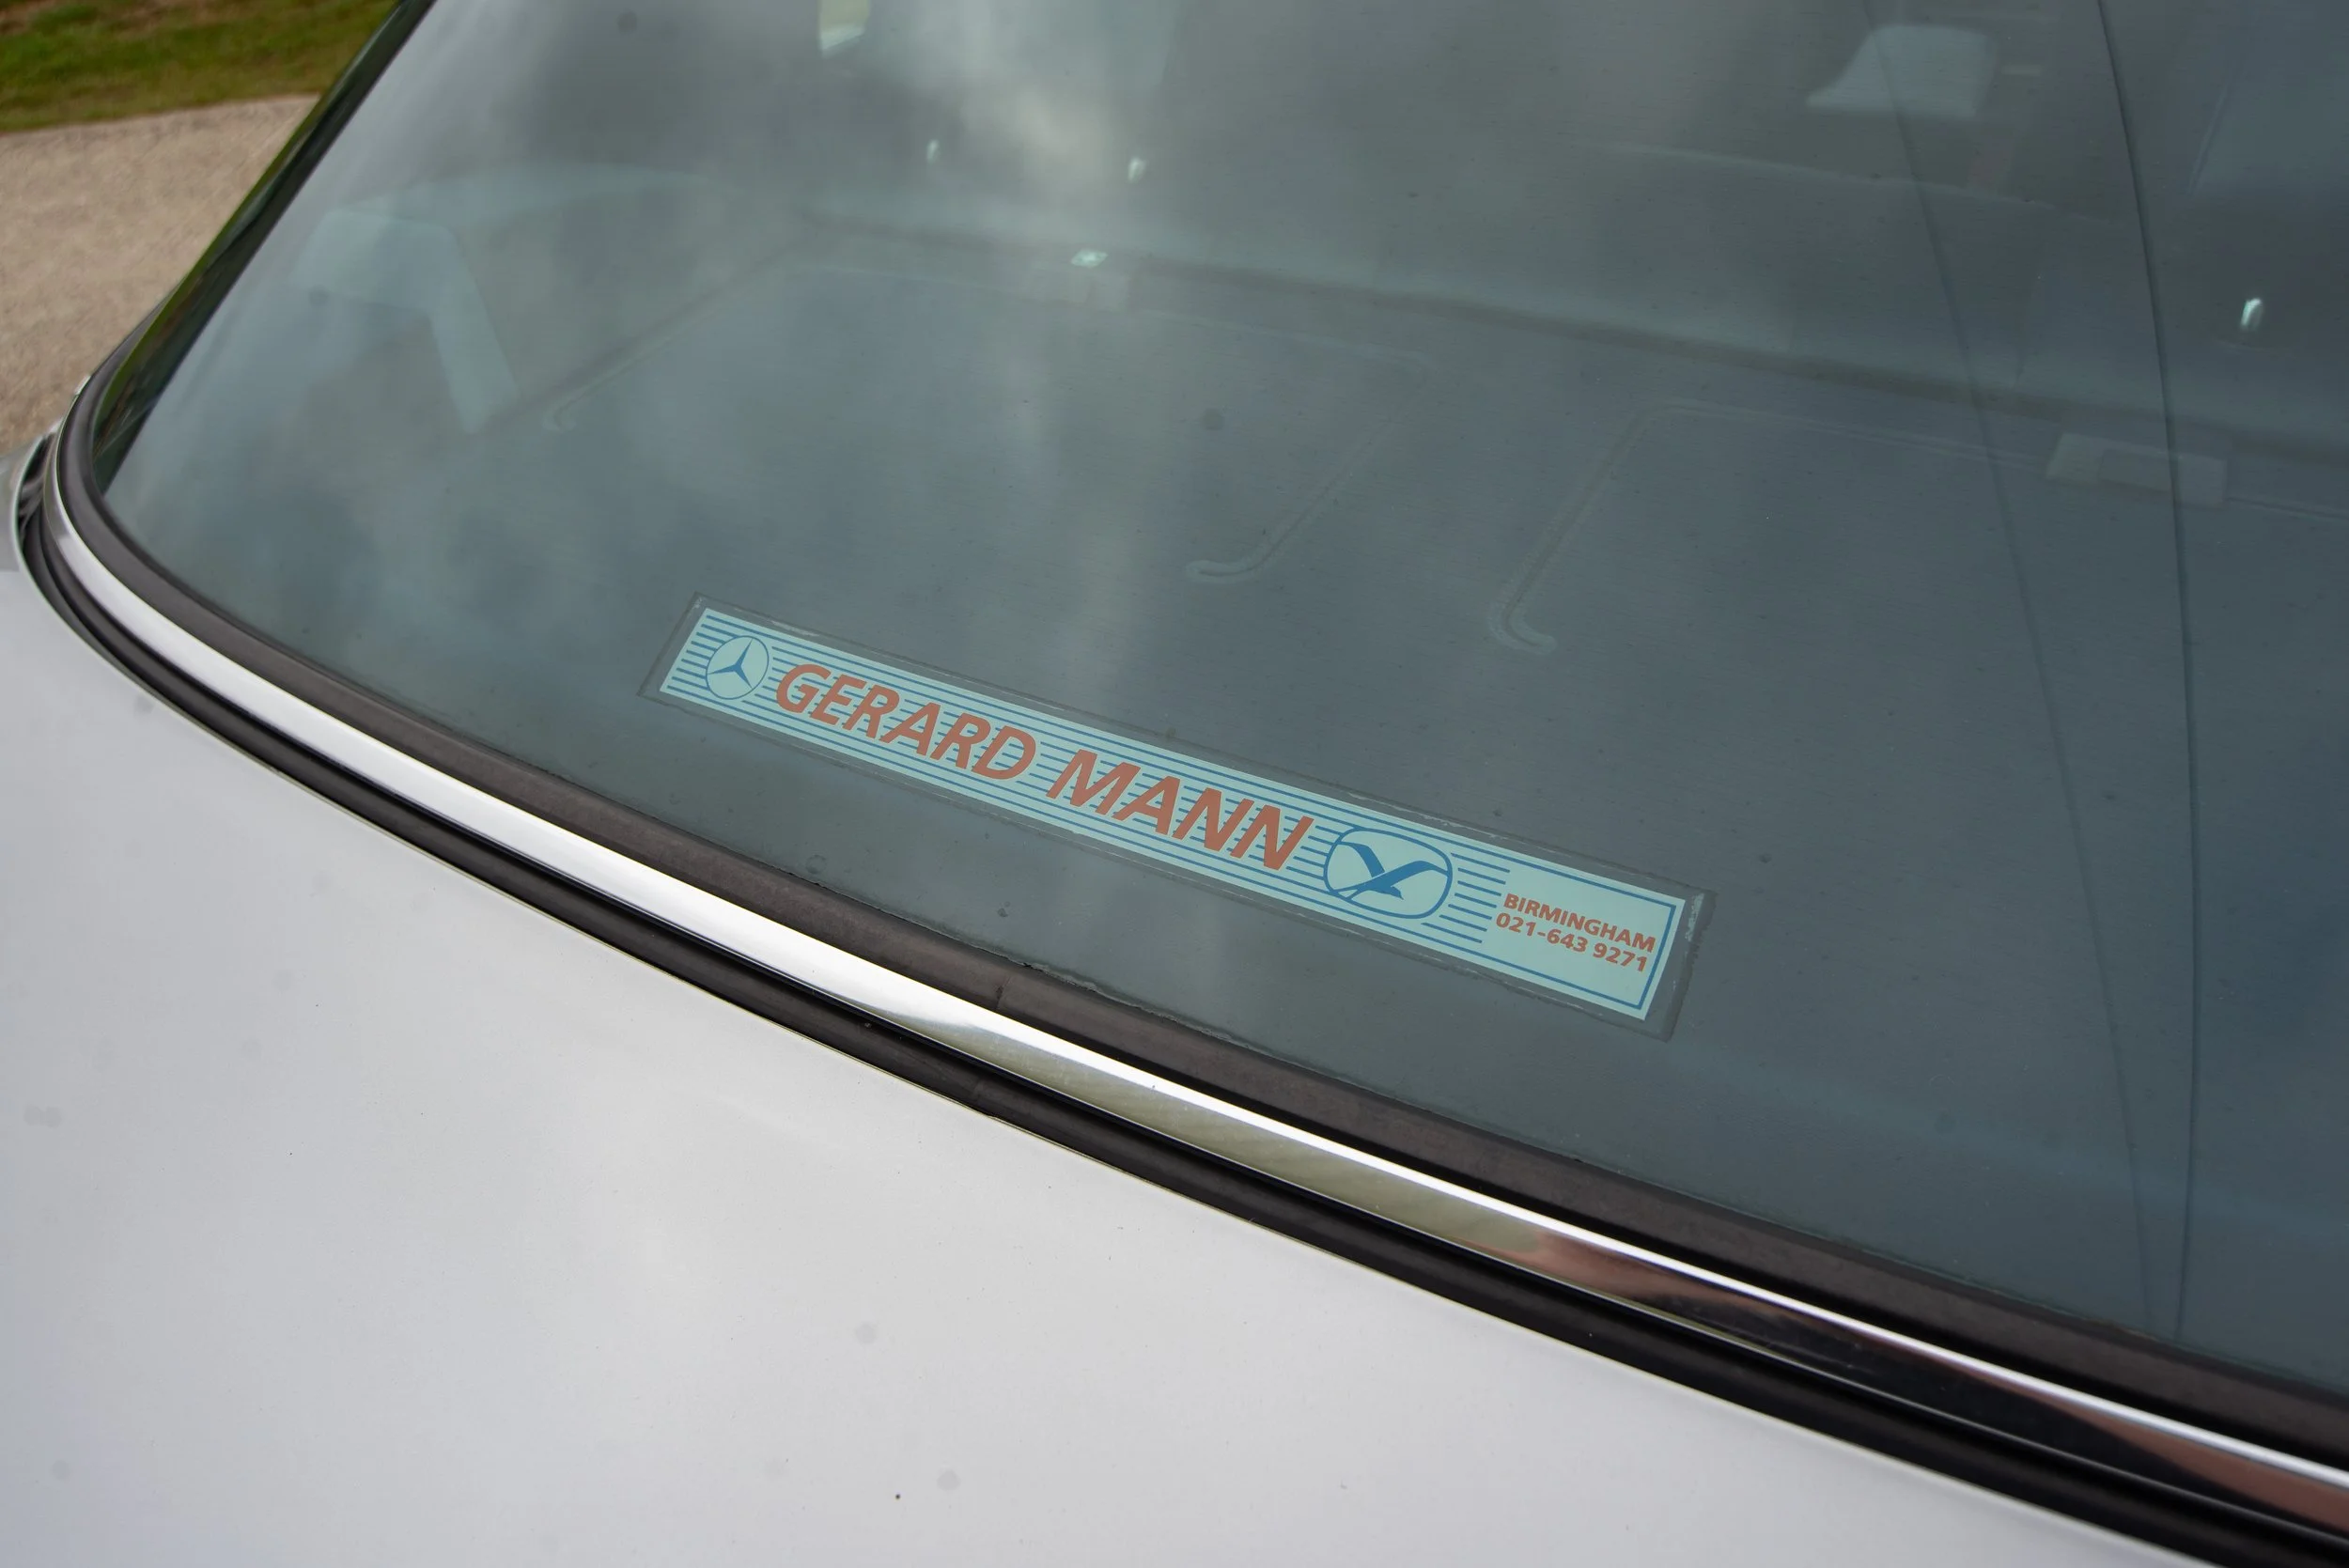 GERARD MANN
BIRMINGHAM
021-643 9271